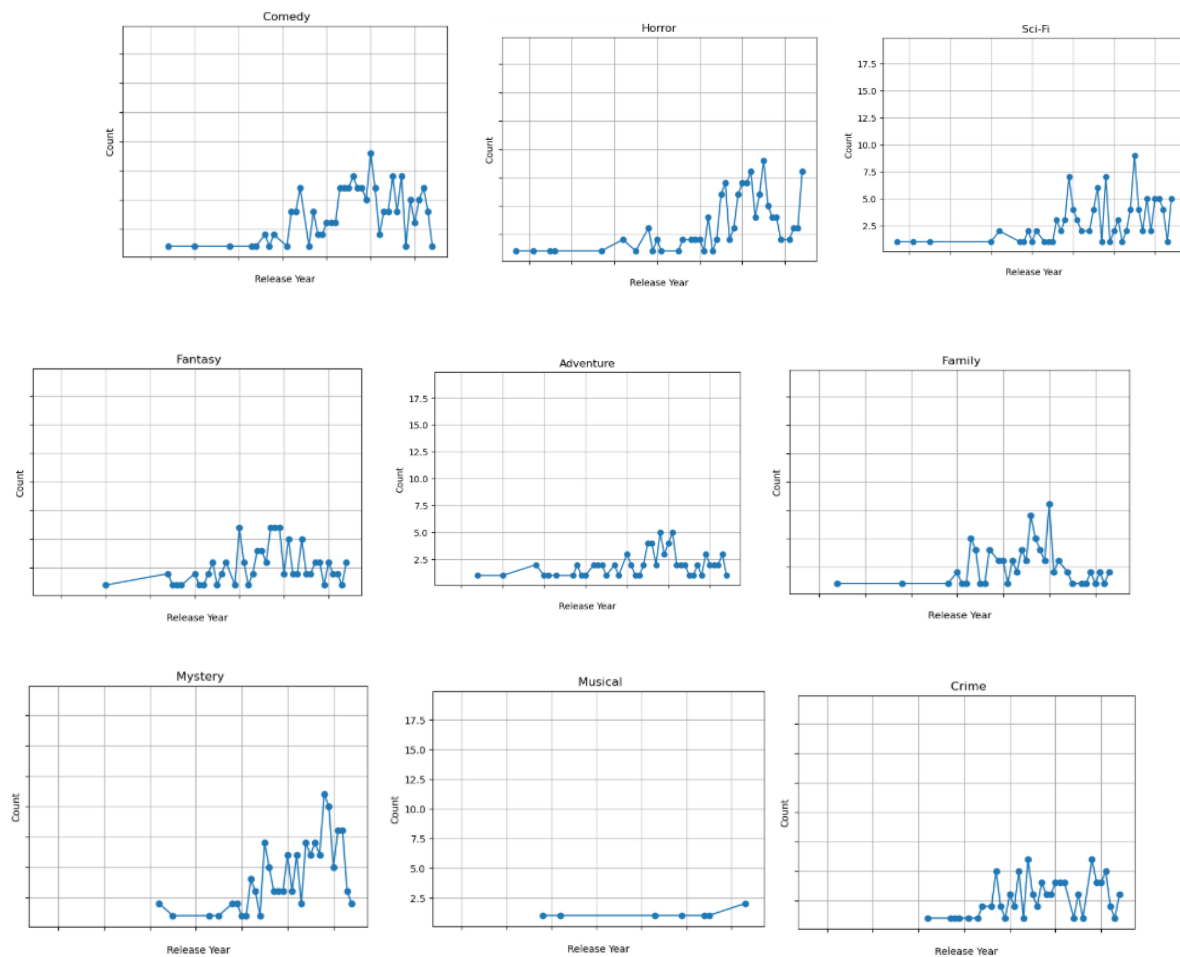 Comedy
Count
Release Year
Horror
Count
Release Year
Sci-Fi
17.5
15.0
12.5
10.0
7.5
5.0
2.5
Count
Release Year
Fantasy
Count
Release Year
Adventure
17.5
15.0
12.5
10.0
7.5
5.0
2.5
Count
Release Year
Family
Count
Release Year
Mystery
Count
Release Year
Musical
17.5
15.0
12.5
10.0
7.5
5.0
2.5
Count
Release Year
Crime
Count
Release Year